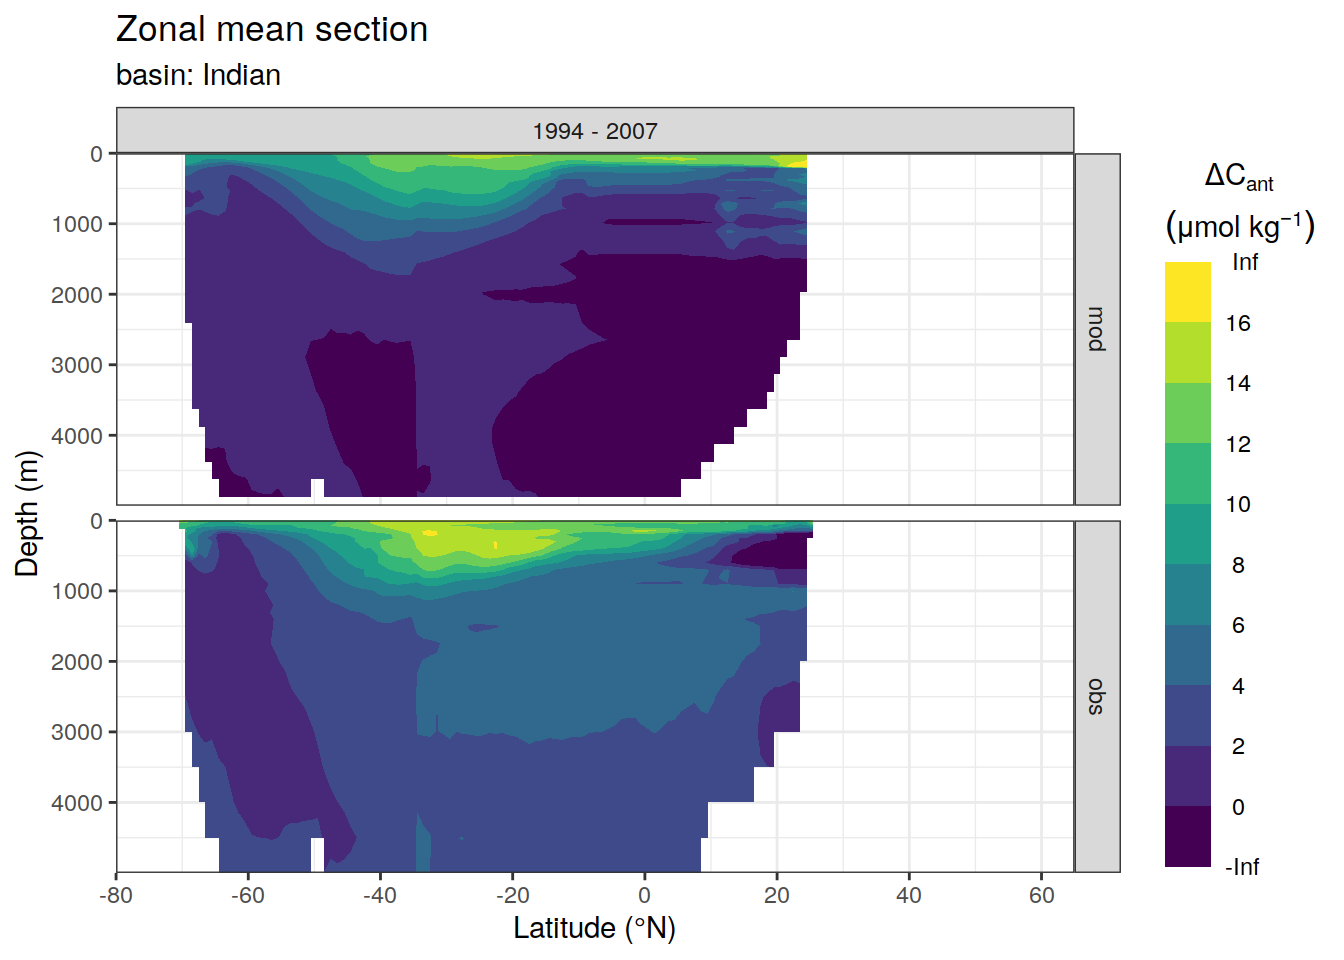 Zonal mean section
basin: Indian
1994 - 2007
0
1000
2000
3000
4000
mod
0
1000
2000
3000
4000
obs
Depth (m)
-80 -60 -40 -20 0 20 40 60
Latitude (°N)
ΔCant
(μmol kg⁻¹)
Inf
16
14
12
10
8
6
4
2
0
-Inf